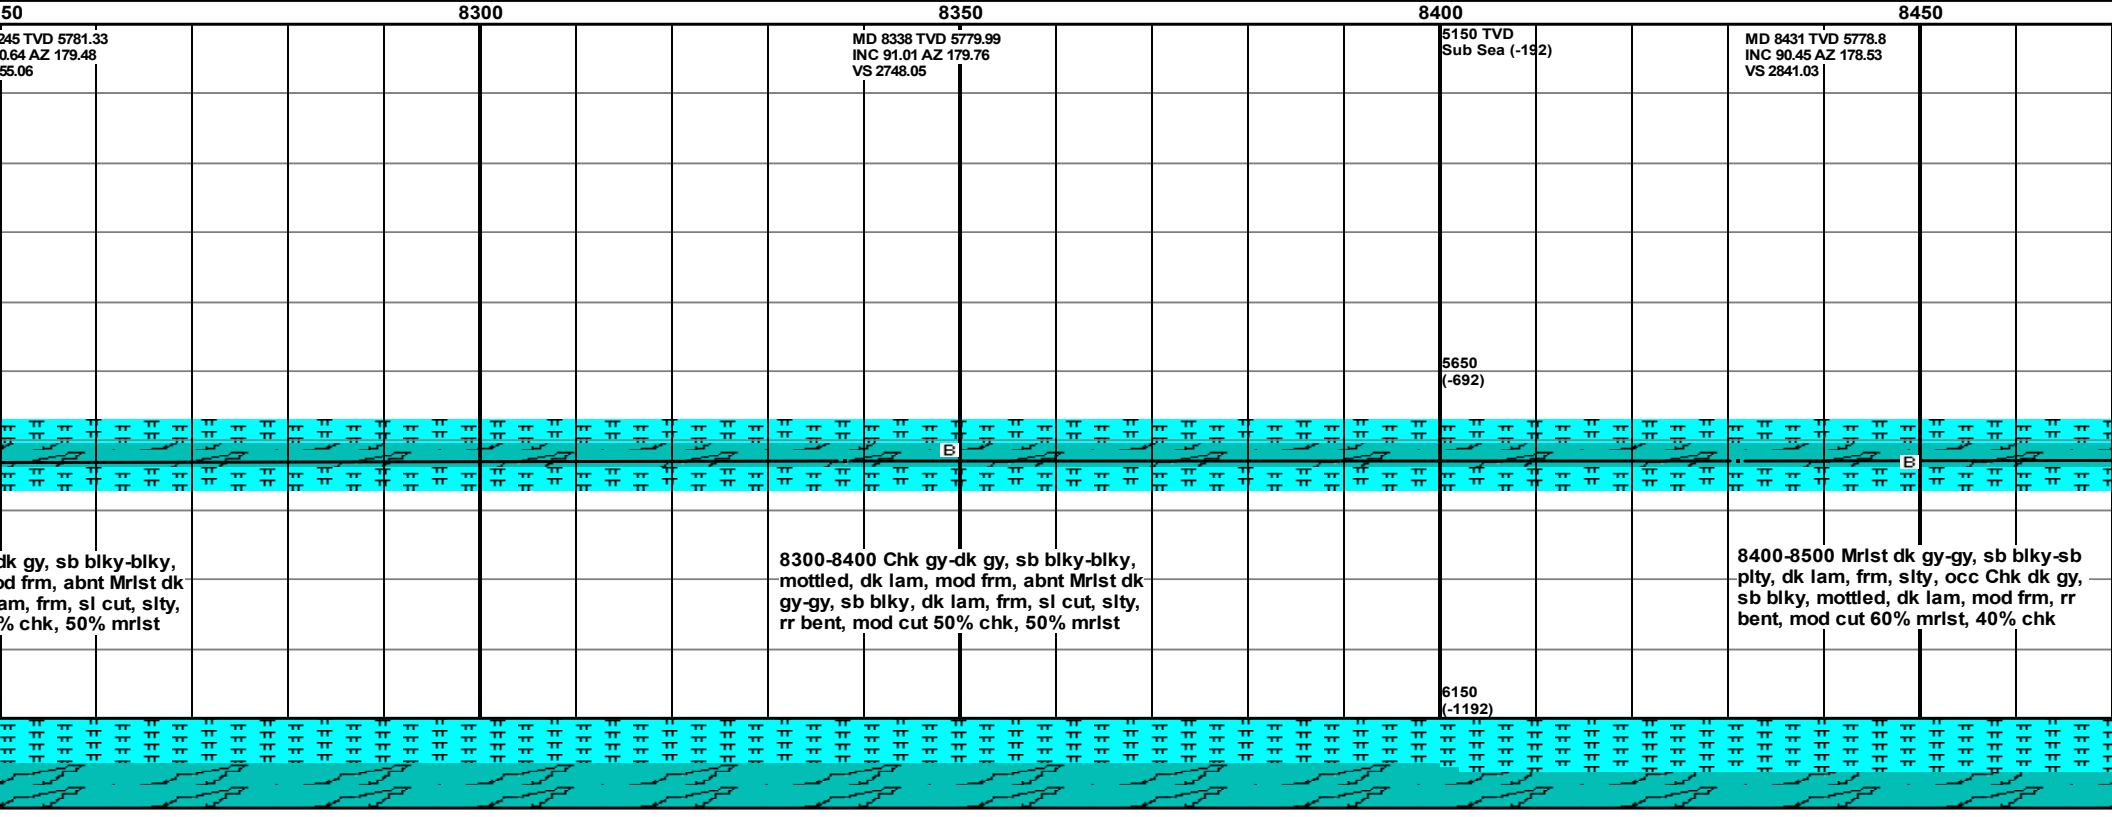 50 8300 8350 8400 8450
245 TVD 5781.33
0.64 AZ 179.48
55.06
MD 8338 TVD 5779.99
INC 91.01 AZ 179.76
VS 2748.05
5150 TVD
Sub Sea (-192)
MD 8431 TVD 5778.8
INC 90.45 AZ 178.53
VS 2841.03
5650
(-692)
B
B
dk gy, sb blky-blky,
od frm, abnt Mrlst dk
am, frm, sl cut, slty,
% chk, 50% mrlst
8300-8400 Chk gy-dk gy, sb blky-blky,
mottled, dk lam, mod frm, abnt Mrlst dk
gy-gy, sb blky, dk lam, frm, sl cut, slty,
rr bent, mod cut 50% chk, 50% mrlst
8400-8500 Mrlst dk gy-gy, sb blky-sb
plty, dk lam, frm, slty, occ Chk dk gy,
sb blky, mottled, dk lam, mod frm, rr
bent, mod cut 60% mrlst, 40% chk
6150
(-1192)